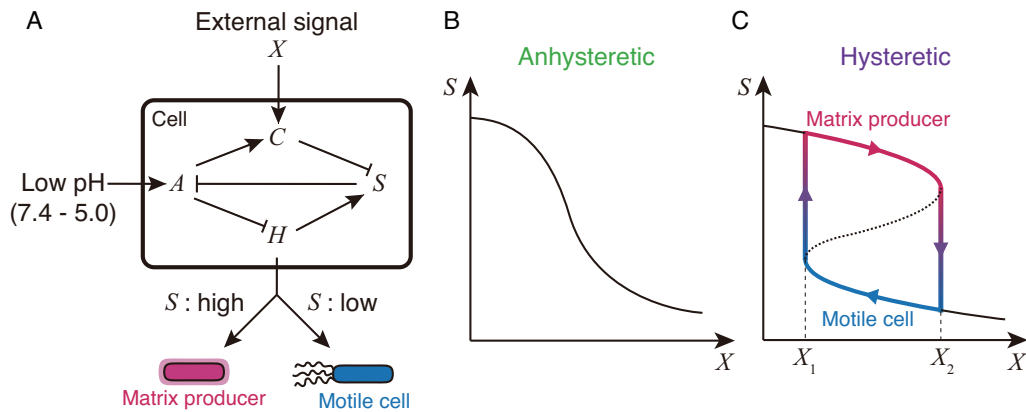 A
External signal
X
Cell
C
Low pH
(7.4 - 5.0)
A
S
H
S : high
S : low
Matrix producer
Motile cell
B
Anhysteretic
S
X
C
Hysteretic
S
Matrix producer
Motile cell
X1
X2
X